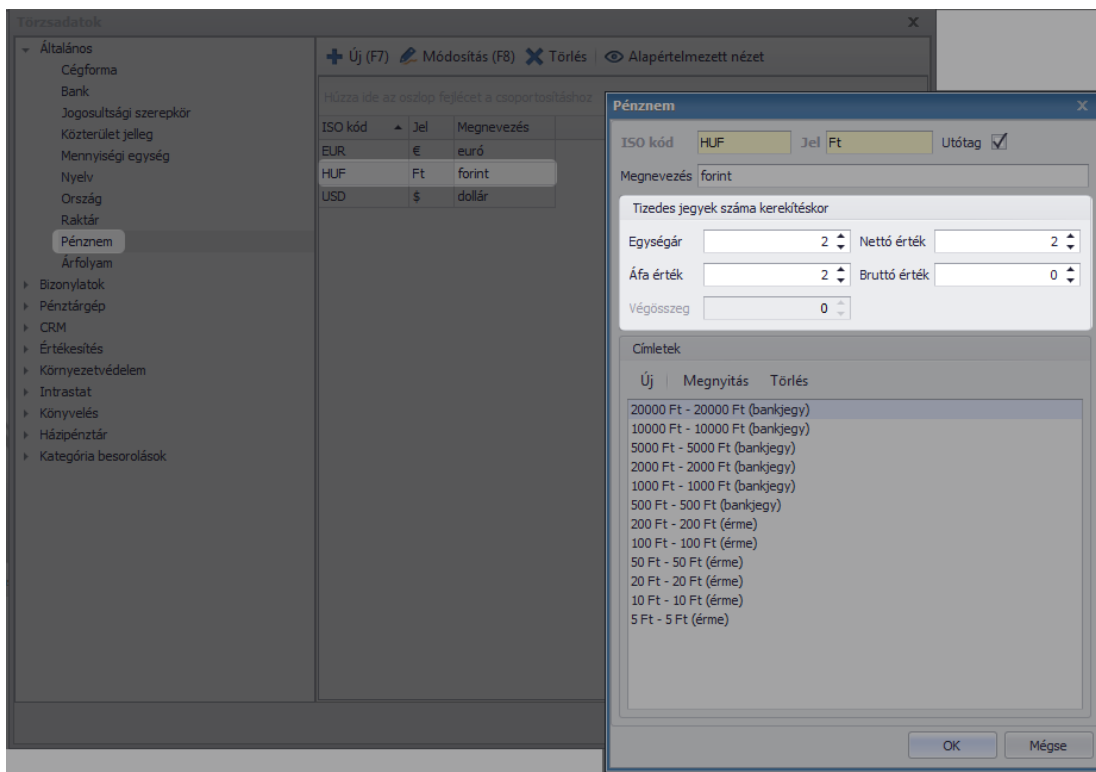 Törzsadatok
x
Általános
Cégforma
Bank
Jogosultsági szerepkör
Közterület jelleg
Mennyiségi egység
Nyelv
Ország
Raktár
Pénznem
Árfolyam
Bizonylatok
Pénztárgép
CRM
Értékesítés
Környezetvédelem
Intrastat
Könyvelés
Házipénztár
Kategória besorolások
Új (F7) Módosítás (F8) Törlés Alapértelmezett nézet
Húzza ide az oszlop fejlécet a csoportosításhoz
ISO kód Jel Megnevezés
EUR € euró
HUF Ft forint
USD $ dollár
Pénznem x
ISO kód HUF Jel Ft Utótag
Megnevezés forint
Tizedes jegyek száma kerekítéskor
Egységár 2 Nettó érték 2
Áfa érték 2 Bruttó érték 0
Végösszeg 0
Címletek
Új Megnyitás Törlés
20000 Ft - 20000 Ft (bankjegy)
10000 Ft - 10000 Ft (bankjegy)
5000 Ft - 5000 Ft (bankjegy)
2000 Ft - 2000 Ft (bankjegy)
1000 Ft - 1000 Ft (bankjegy)
500 Ft - 500 Ft (bankjegy)
200 Ft - 200 Ft (érme)
100 Ft - 100 Ft (érme)
50 Ft - 50 Ft (érme)
20 Ft - 20 Ft (érme)
10 Ft - 10 Ft (érme)
5 Ft - 5 Ft (érme)
OK Mégse